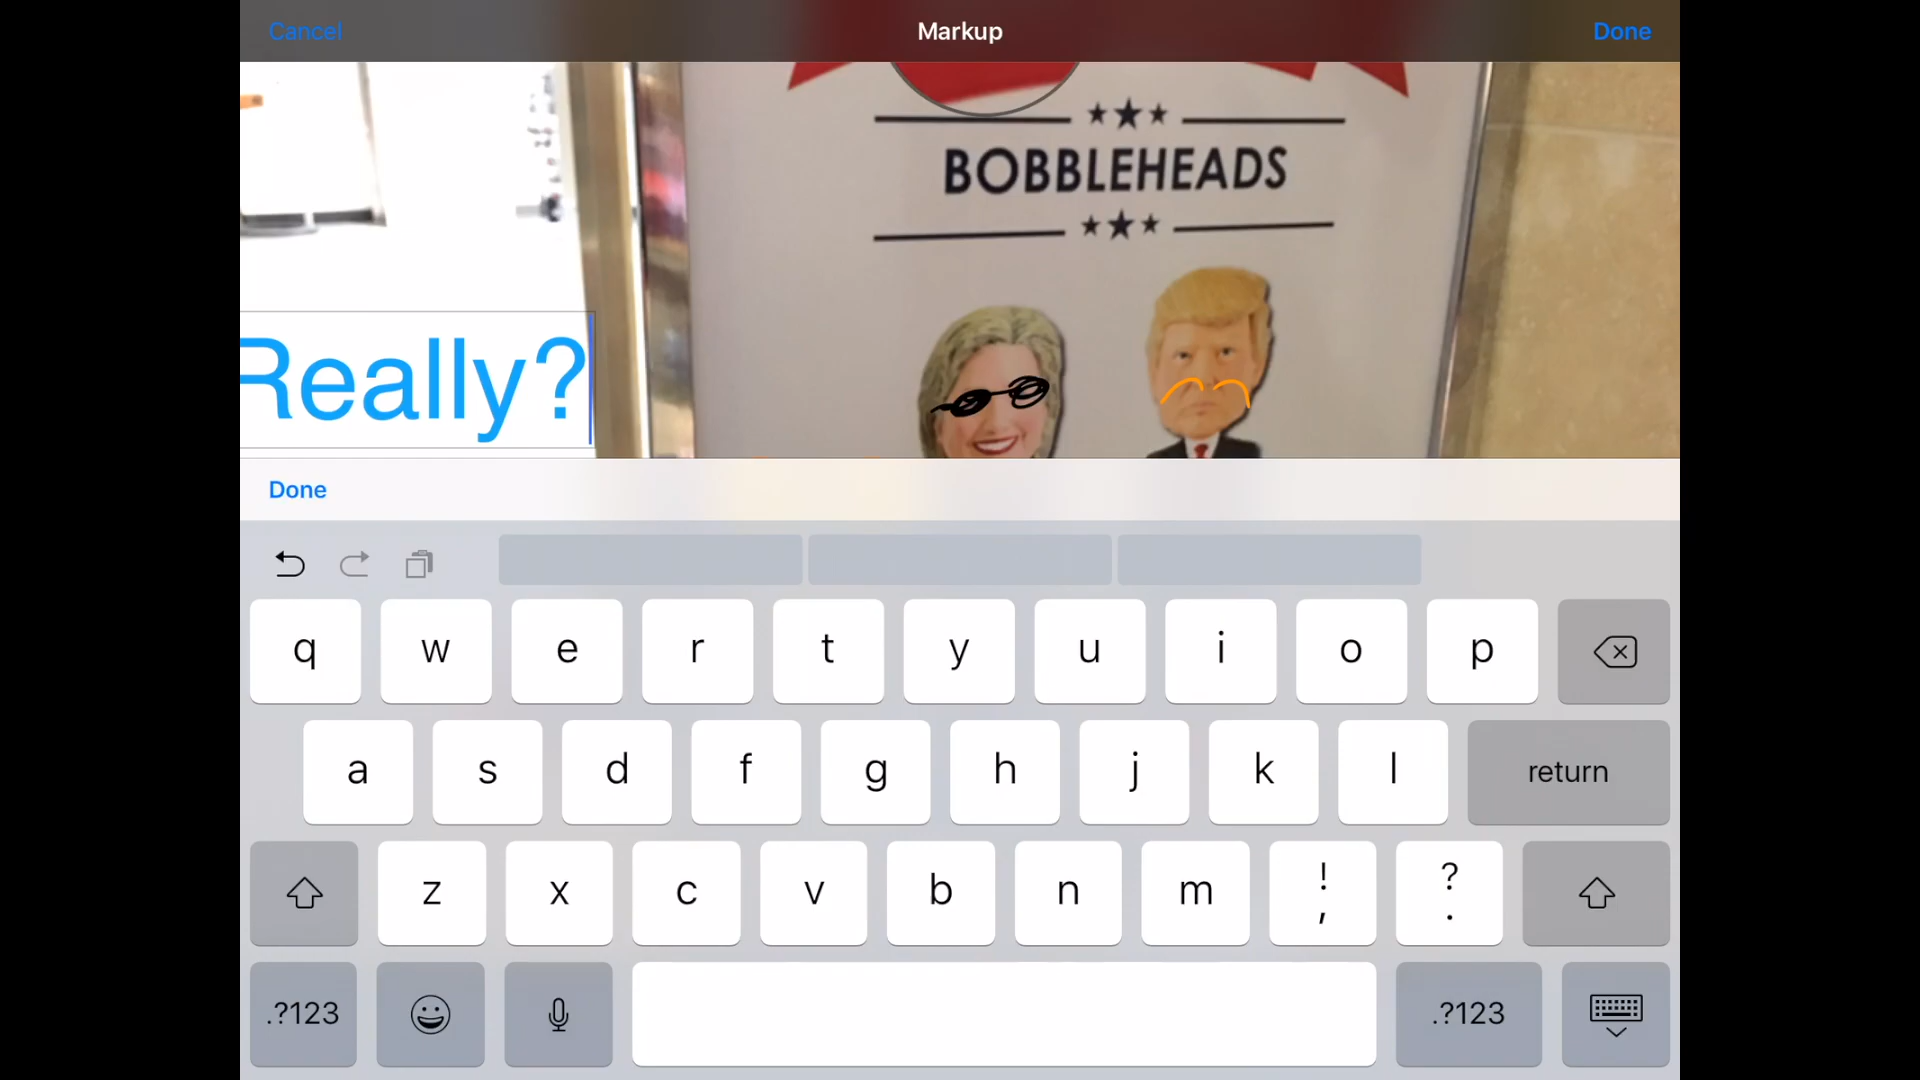 Cancel Markup Done
★★★
BOBBLEHEADS
★★★
Really?
Done
q w e r t y u i o p
a s d f g h j k l return
z x c v b n m ! , ? .
.?123 .?123